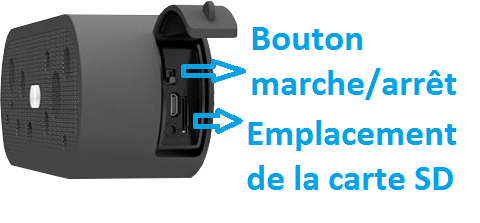 Bouton
marche/arrêt
Emplacement
de la carte SD